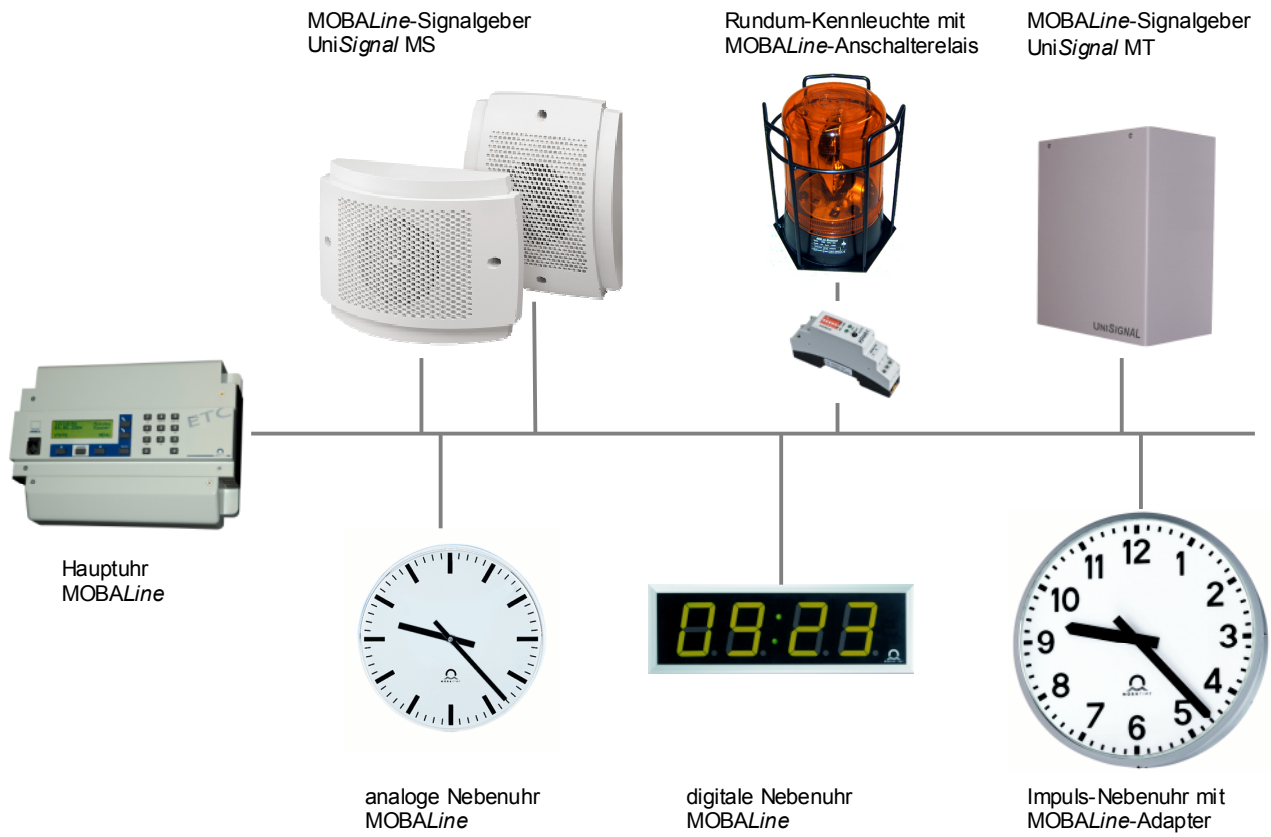 MOBALine-Signalgeber
UniSignal MS
Rundum-Kennleuchte mit
MOBALine-Anschalterelais
MOBALine-Signalgeber
UniSignal MT
UNISIGNAL
ETC
Hauptuhr
MOBALine
09:23
12
1
2
3
4
5
6
7
8
9
10
11
MOBATIME
analoge Nebenuhr
MOBALine
digitale Nebenuhr
MOBALine
Impuls-Nebenuhr mit
MOBALine-Adapter